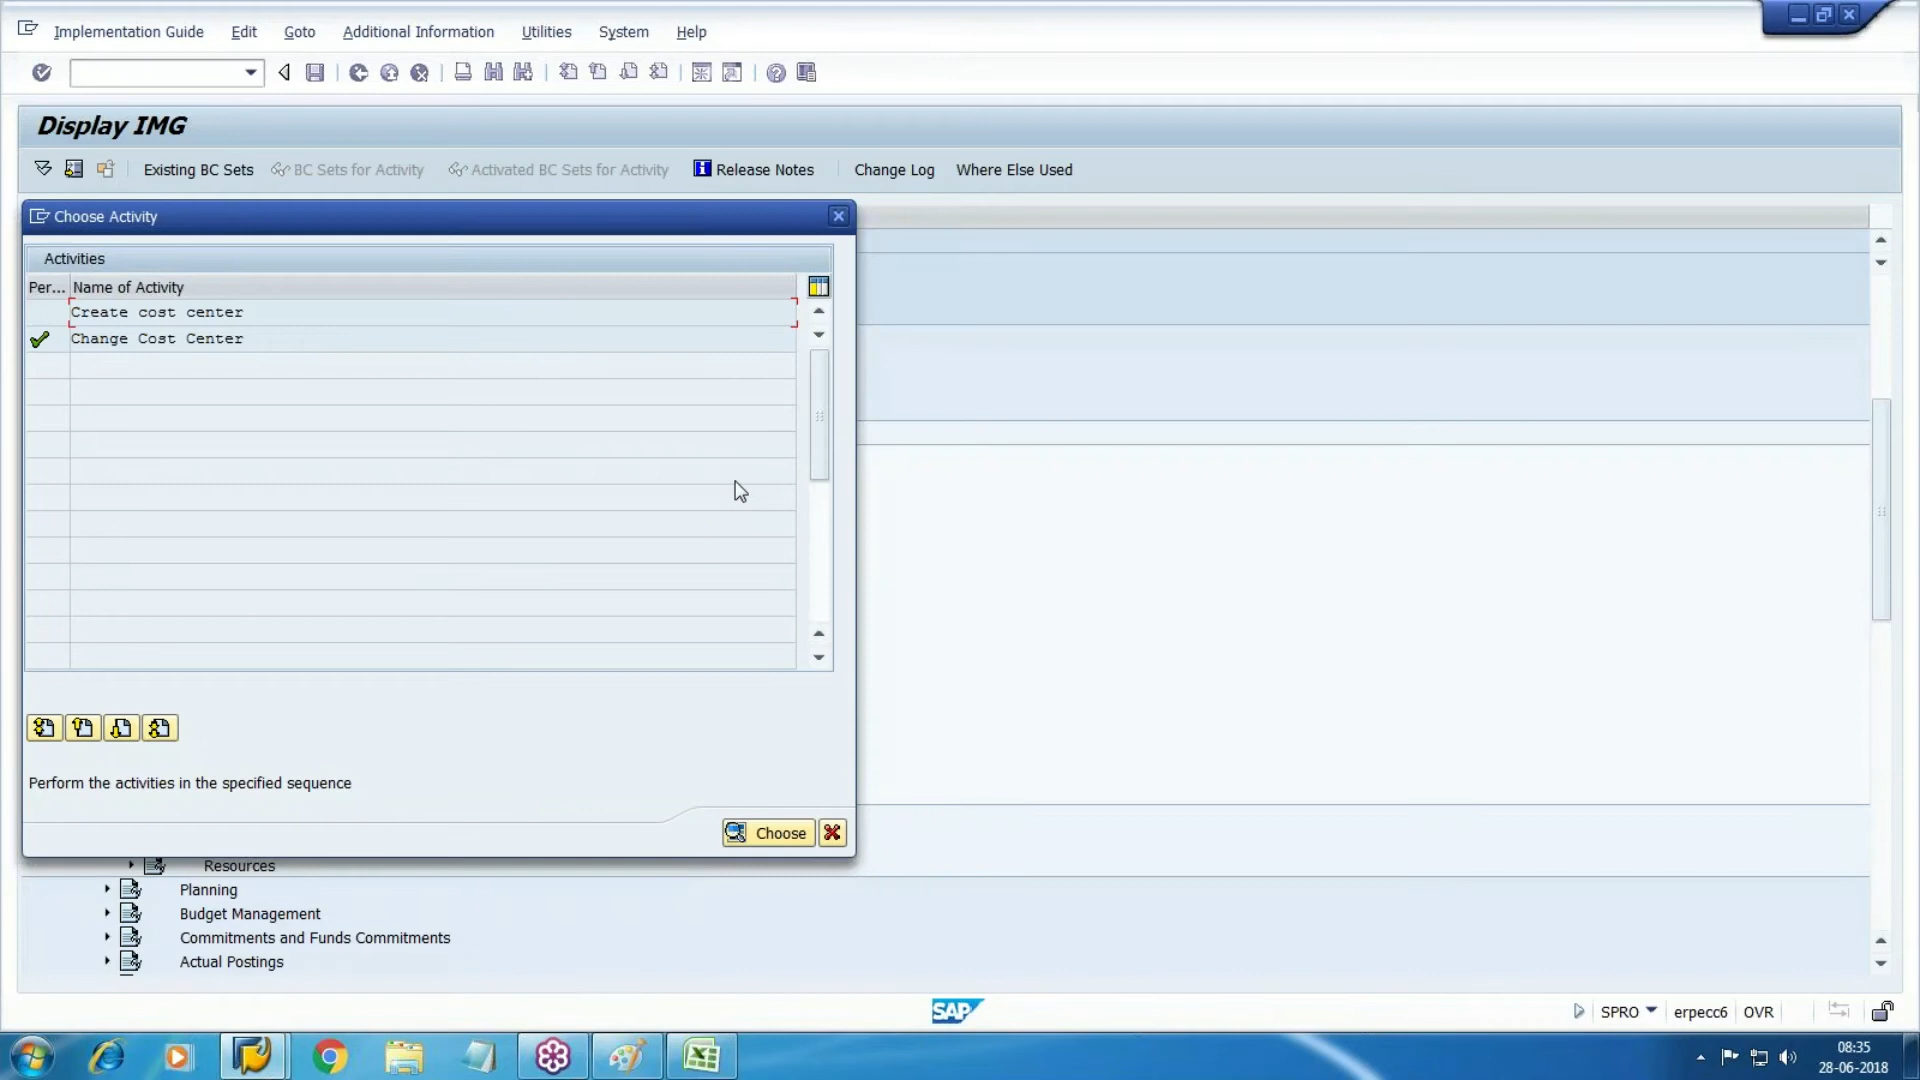 Implementation Guide Edit Goto Additional Information Utilities System Help
Display IMG
Existing BC Sets BC Sets for Activity Activated BC Sets for Activity Release Notes Change Log Where Else Used
Choose Activity
Activities
Per... Name of Activity
Create cost center
Change Cost Center
Perform the activities in the specified sequence
Choose
Resources
Planning
Budget Management
Commitments and Funds Commitments
Actual Postings
SAP SPRO erpecc6 OVR
08:35
28-06-2018